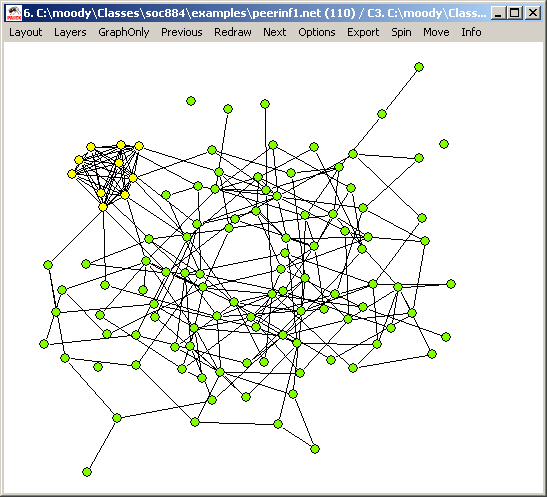 6. C:\moody\Classes\soc884\examples\peerinf1.net (110) / C3. C:\moody\Class...
Layout Layers GraphOnly Previous Redraw Next Options Export Spin Move Info